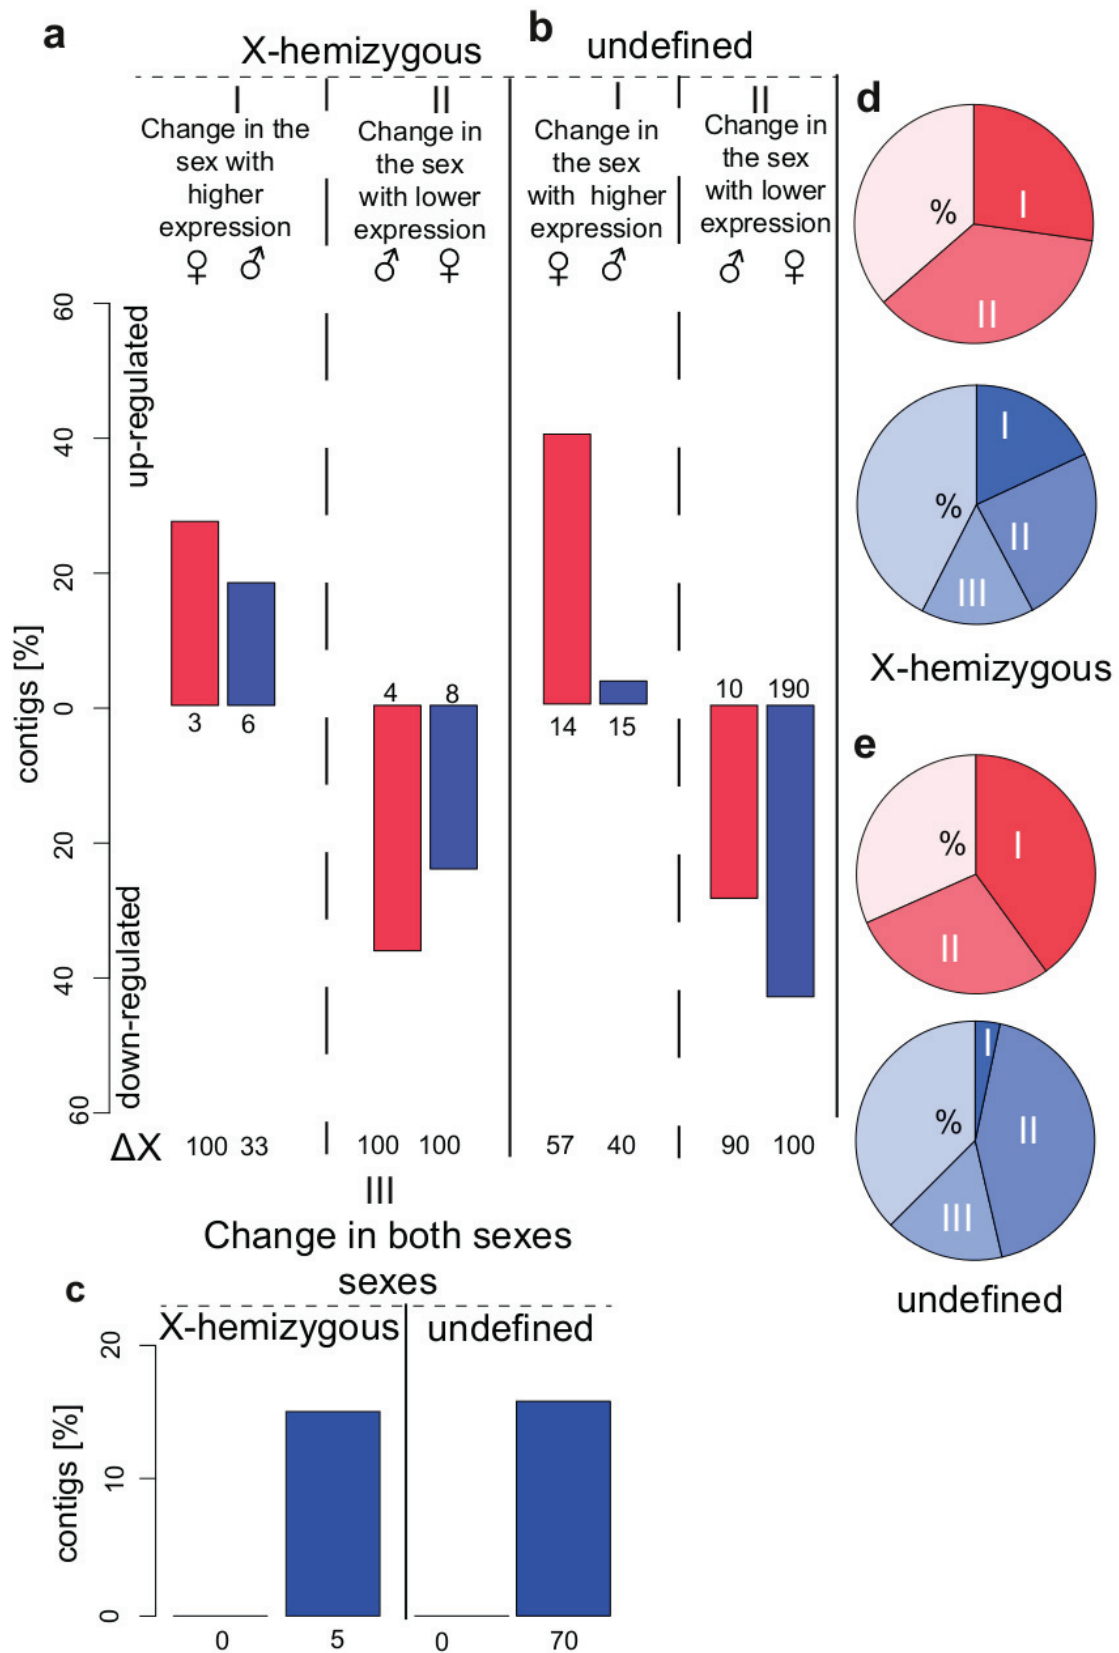 a
X-hemizygous
I
Change in the
sex with
higher
expression
♀ ♂
II
Change in
the sex
with lower
expression
♂ ♀
b
undefined
I
Change in
the sex
with higher
expression
♀ ♂
II
Change in
the sex
with lower
expression
♂ ♀
contigs [%]
up-regulated
down-regulated
60
40
20
0
20
40
60
3 6
4 8
14 15
10 190
ΔX 100 33 100 100 57 40 90 100
III
Change in both sexes
sexes
c
X-hemizygous undefined
contigs [%]
20
10
0
0 5 0 70
d
% I
II
% I
II
III
X-hemizygous
e
% I
II
% I
II
III
undefined